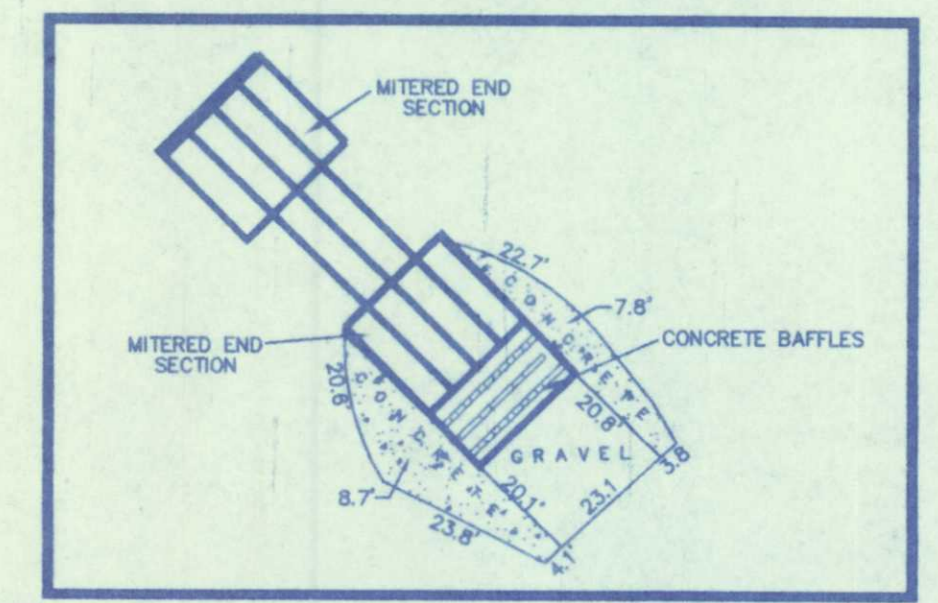 MITERED END
SECTION
22.7'
7.8'
CONCRETE
CONCRETE BAFFLES
MITERED END
SECTION
20.6'
CONCRETE
20.8'
GRAVEL
3.8
8.7'
20.1'
23.1
23.8'
4.1'